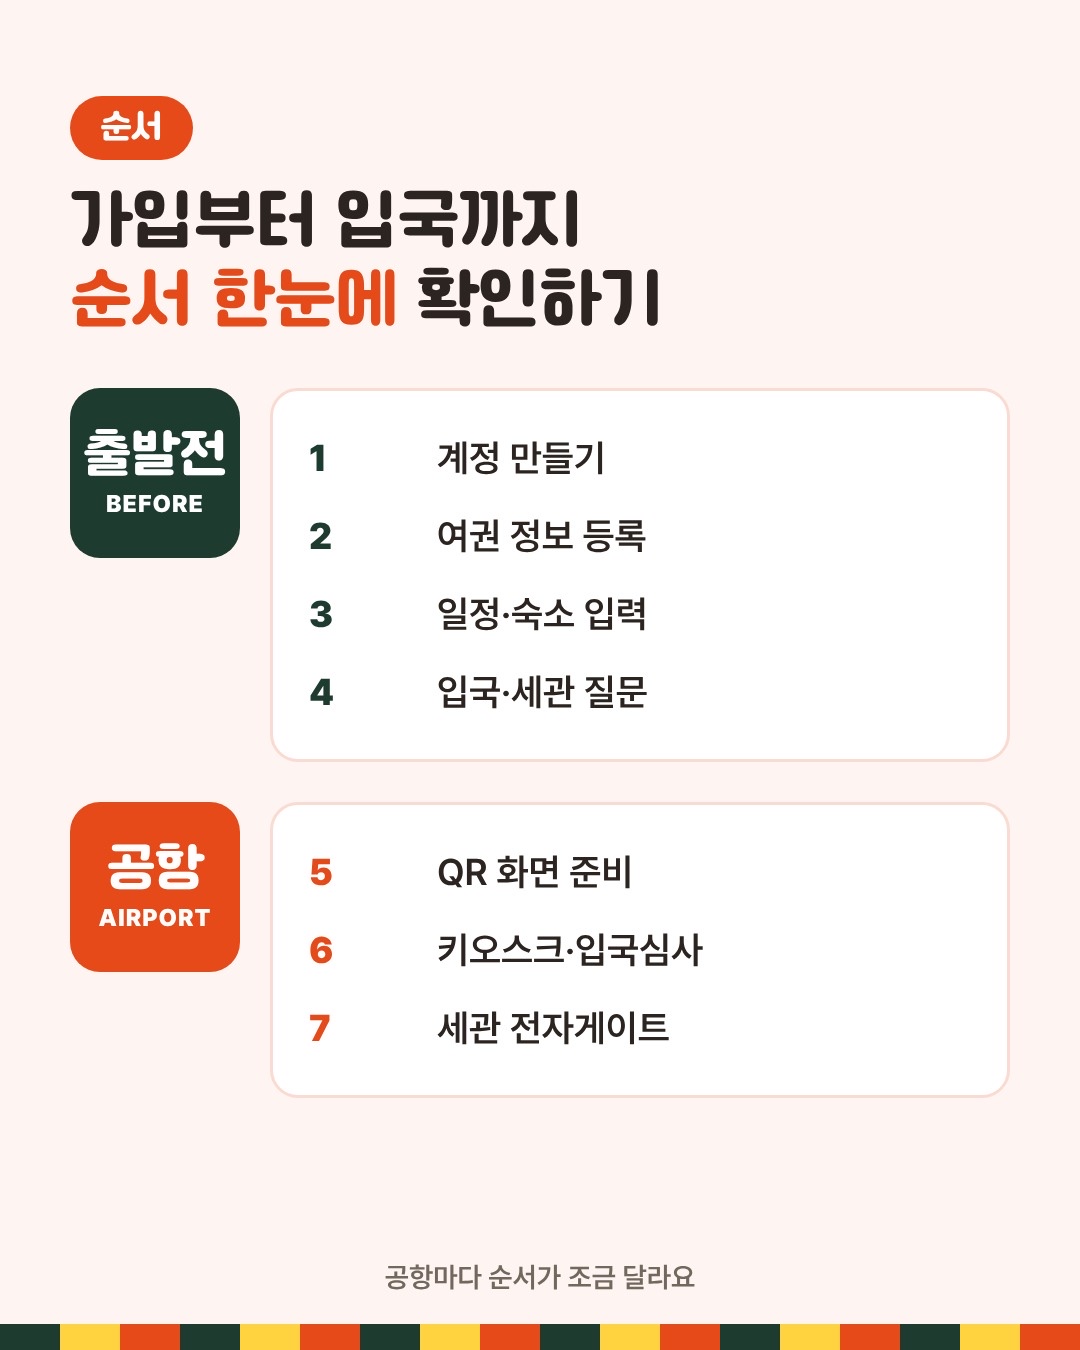 순서
가입부터 입국까지
순서 한눈에 확인하기
출발전
BEFORE
1 계정 만들기
2 여권 정보 등록
3 일정·숙소 입력
4 입국·세관 질문
공항
AIRPORT
5 QR 화면 준비
6 키오스크·입국심사
7 세관 전자게이트
공항마다 순서가 조금 달라요